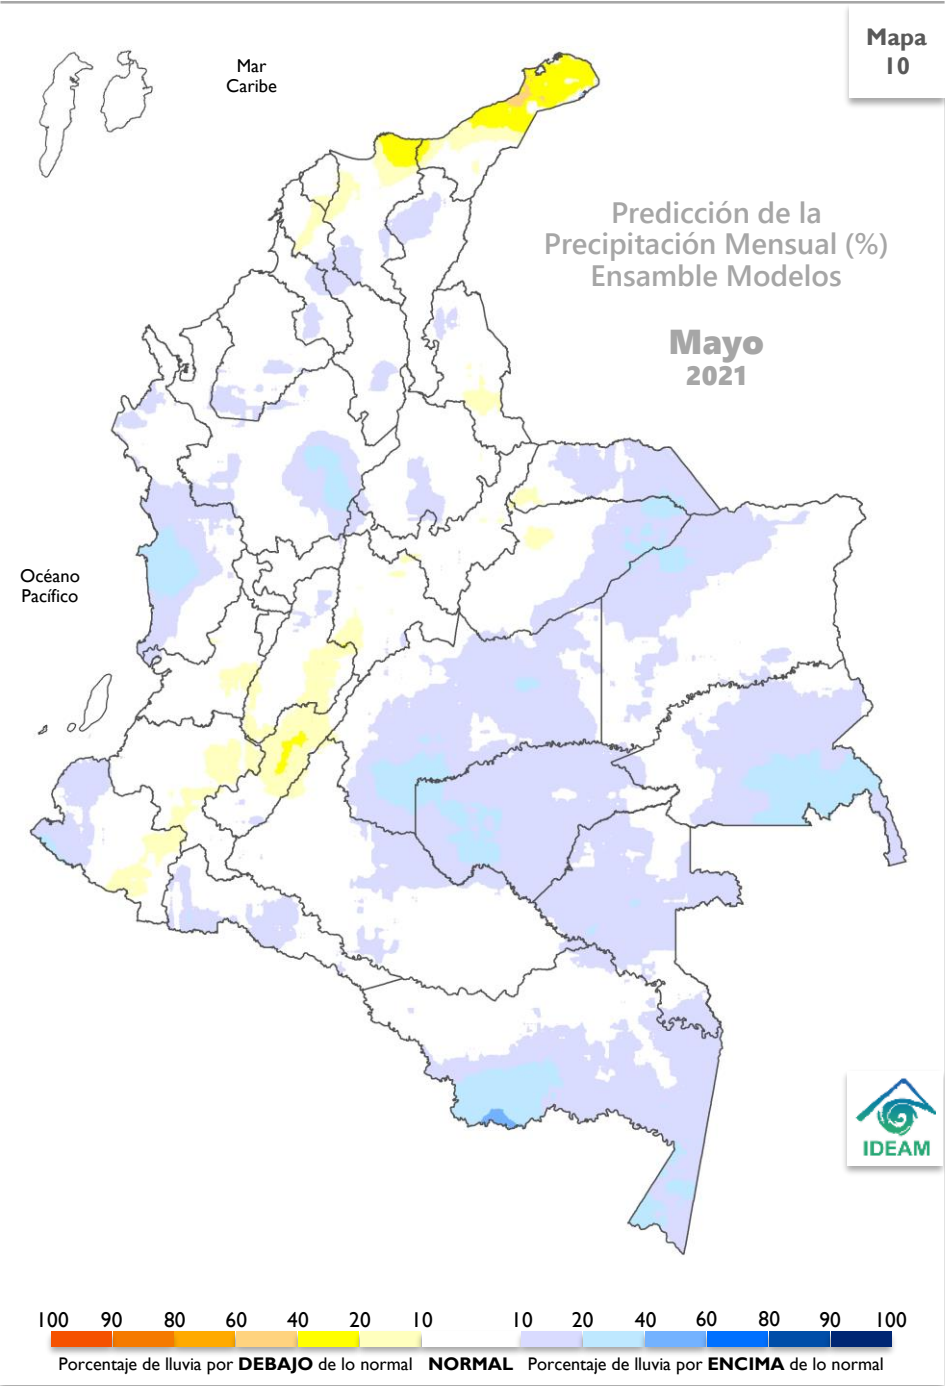 Mapa
10
Mar
Caribe
Predicción de la
Precipitación Mensual (%)
Ensamble Modelos
Mayo
2021
Océano
Pacífico
IDEAM
100 90 80 60 40 20 10 10 20 40 60 80 90 100
Porcentaje de lluvia por DEBAJO de lo normal NORMAL Porcentaje de lluvia por ENCIMA de lo normal